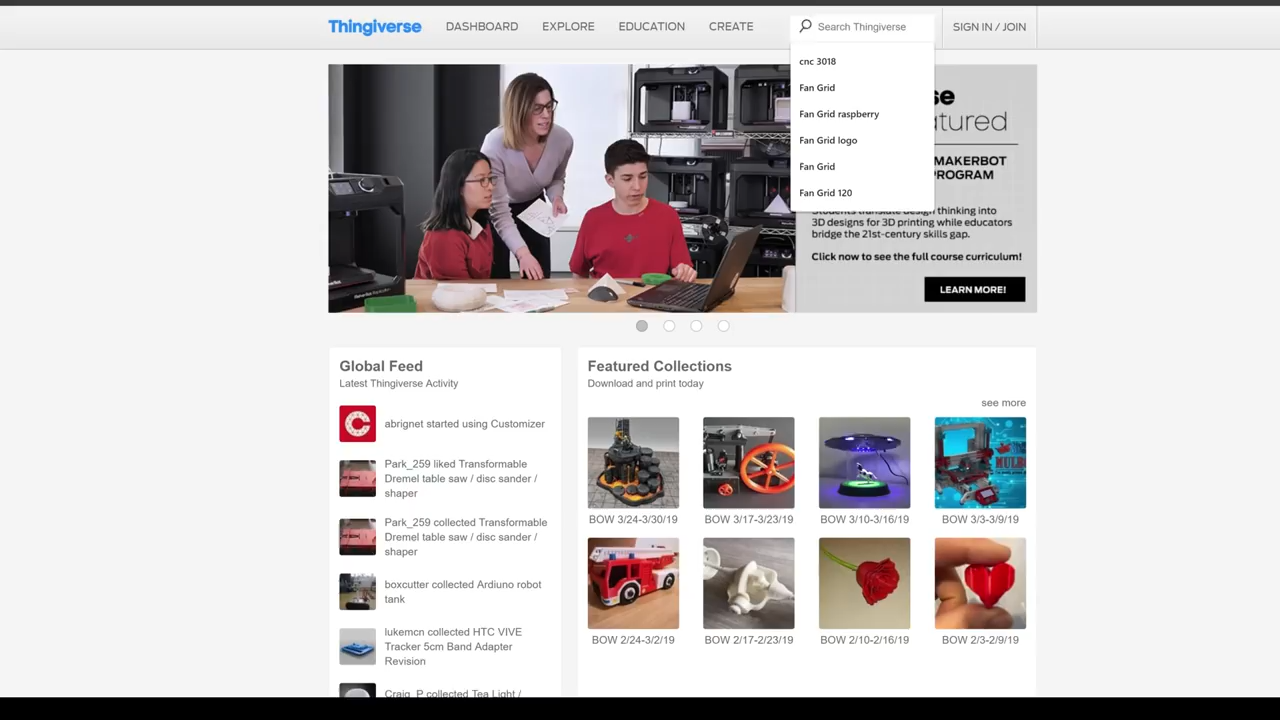 Thingiverse DASHBOARD EXPLORE EDUCATION CREATE Search Thingiverse SIGN IN / JOIN
cnc 3018
Fan Grid
Fan Grid raspberry
Fan Grid logo
Fan Grid
Fan Grid 120
MAKERBOT
PROGRAM
Students translate design thinking into
3D designs for 3D printing while educators
bridge the 21st-century skills gap.
Click now to see the full course curriculum!
LEARN MORE!
Global Feed
Latest Thingiverse Activity
abrignet started using Customizer
Park_259 liked Transformable
Dremel table saw / disc sander /
shaper
Park_259 collected Transformable
Dremel table saw / disc sander /
shaper
boxcutter collected Ardiuno robot
tank
lukemcn collected HTC VIVE
Tracker 5cm Band Adapter
Revision
Craig_P collected Tea Light /
Featured Collections
Download and print today
see more
BOW 3/24-3/30/19 BOW 3/17-3/23/19 BOW 3/10-3/16/19 BOW 3/3-3/9/19
BOW 2/24-3/2/19 BOW 2/17-2/23/19 BOW 2/10-2/16/19 BOW 2/3-2/9/19